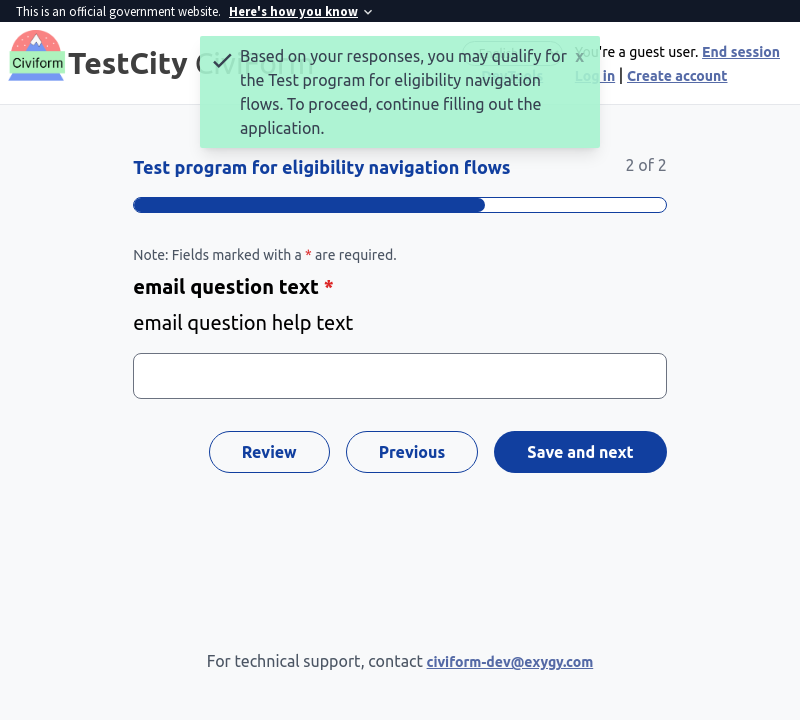 This is an official government website. Here's how you know
Civiform
TestCity CiviForm
Based on your responses, you may qualify for
the Test program for eligibility navigation
flows. To proceed, continue filling out the
application.
x
You're a guest user. End session
Log in | Create account
Test program for eligibility navigation flows
2 of 2
Note: Fields marked with a * are required.
email question text *
email question help text
Review
Previous
Save and next
For technical support, contact civiform-dev@exygy.com